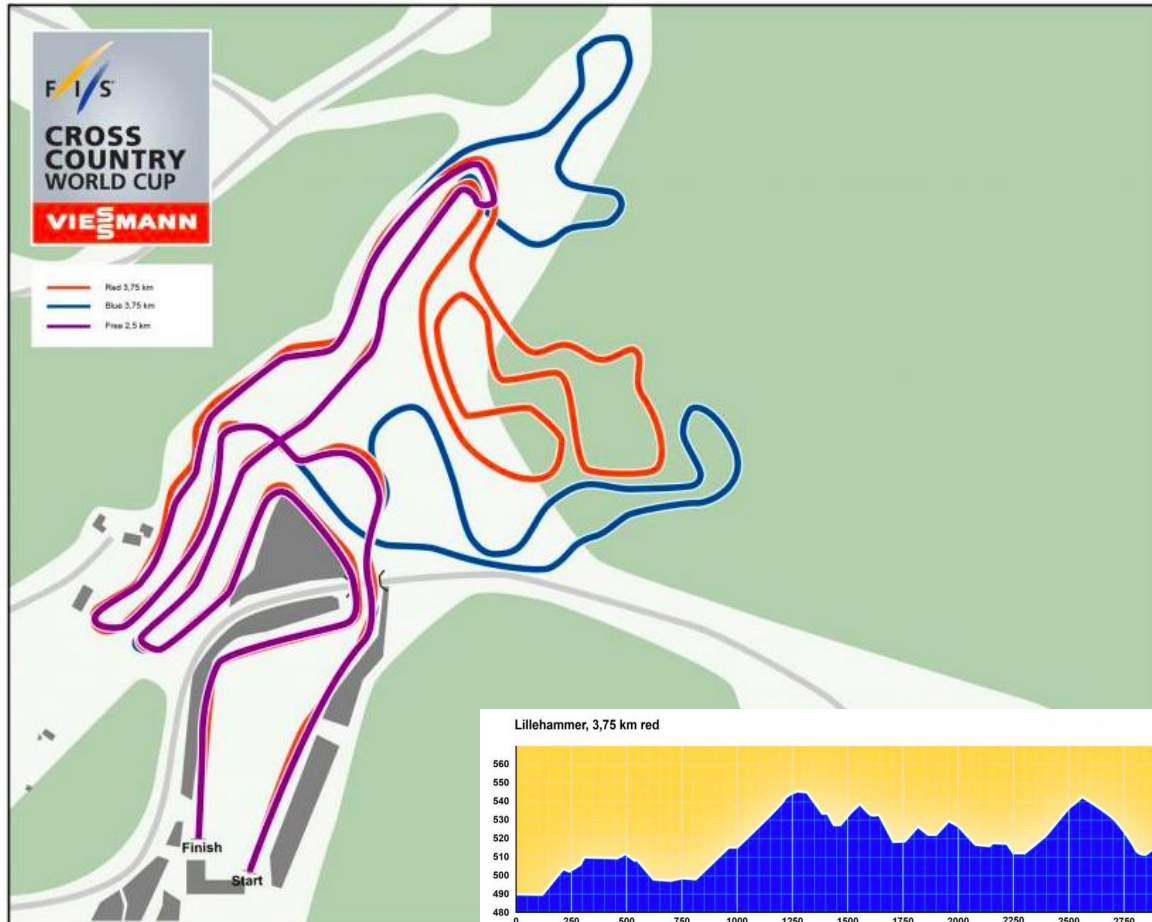 F I S
CROSS
COUNTRY
WORLD CUP
VIESSMANN
Red 3,75 km
Blue 3,75 km
Free 2,5 km
Finish
Start
Lillehammer, 3,75 km red
560
550
540
530
520
510
500
490
480
0 250 500 750 1000 1250 1500 1750 2000 2250 2500 2750